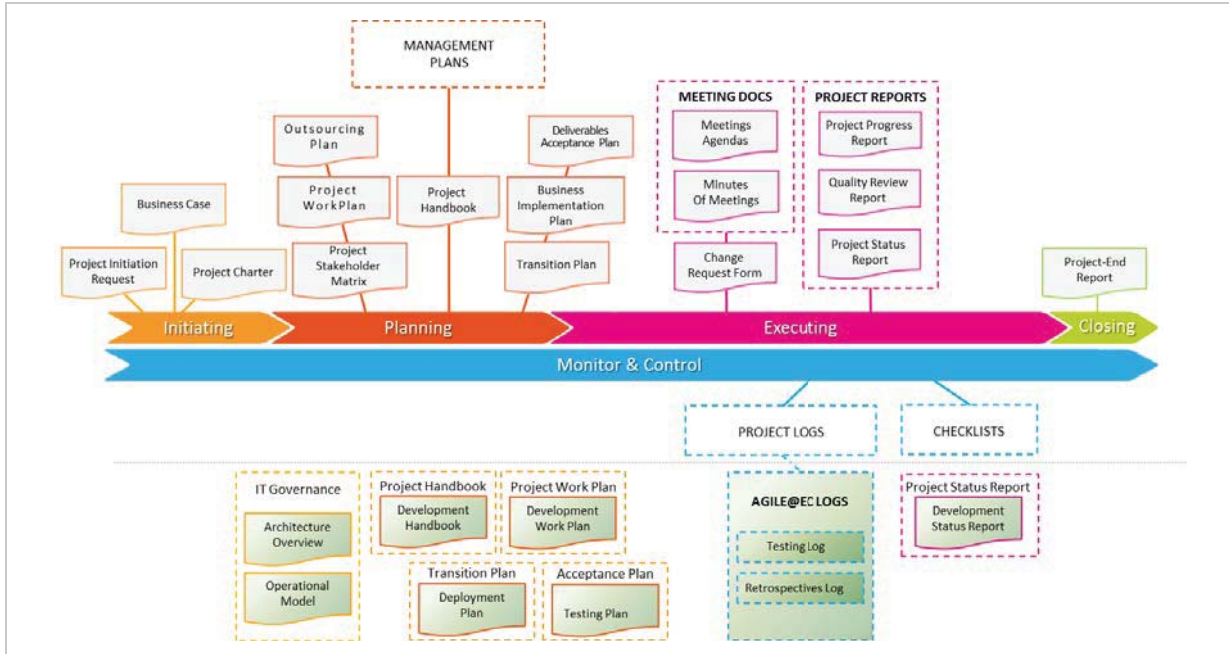 MANAGEMENT
PLANS
MEETING DOCS
PROJECT REPORTS
Outsourcing
Plan
Deliverables
Acceptance Plan
Meetings
Agendas
Project Progress
Report
Business Case
Project
WorkPlan
Project
Handbook
Business
Implementation
Plan
Minutes
Of Meetings
Quality Review
Report
Project Initiation
Request
Project Charter
Project
Stakeholder
Matrix
Transition Plan
Change
Request Form
Project Status
Report
Project-End
Report
Initiating
Planning
Executing
Closing
Monitor & Control
PROJECT LOGS
CHECKLISTS
IT Governance
Architecture
Overview
Operational
Model
Project Handbook
Development
Handbook
Project Work Plan
Development
Work Plan
Transition Plan
Deployment
Plan
Acceptance Plan
Testing Plan
AGILE@EC LOGS
Testing Log
Retrospectives Log
Project Status Report
Development
Status Report